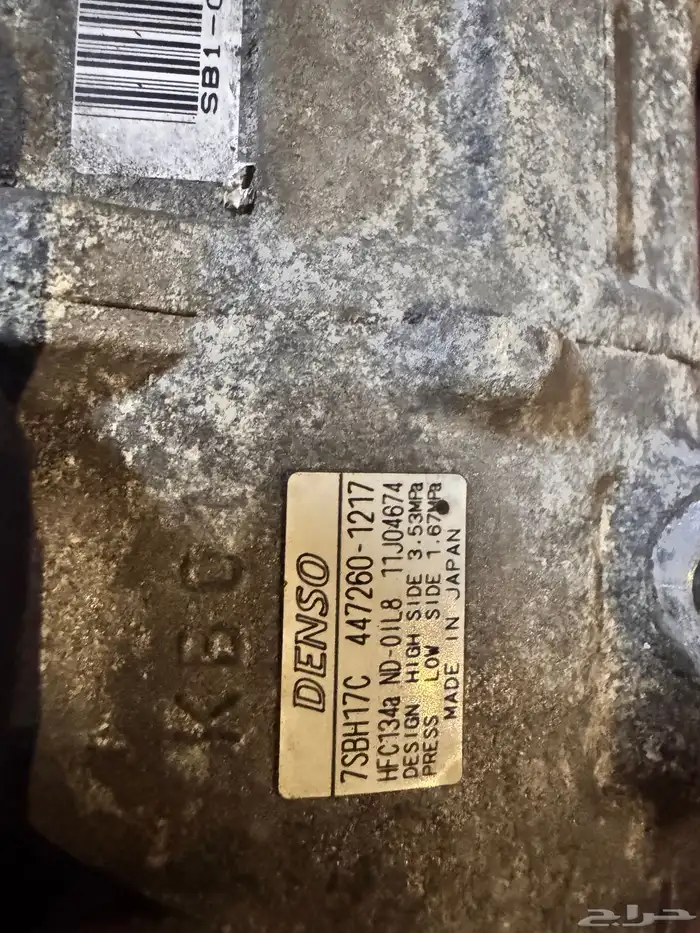 SB1-
KBC
DENSO
7SBH17C 447260-1217
HFC134a ND-OIL8 11J04674
DESIGN HIGH SIDE 3.53MPa
PRESS LOW SIDE 1.67MPa
MADE IN JAPAN
حراج